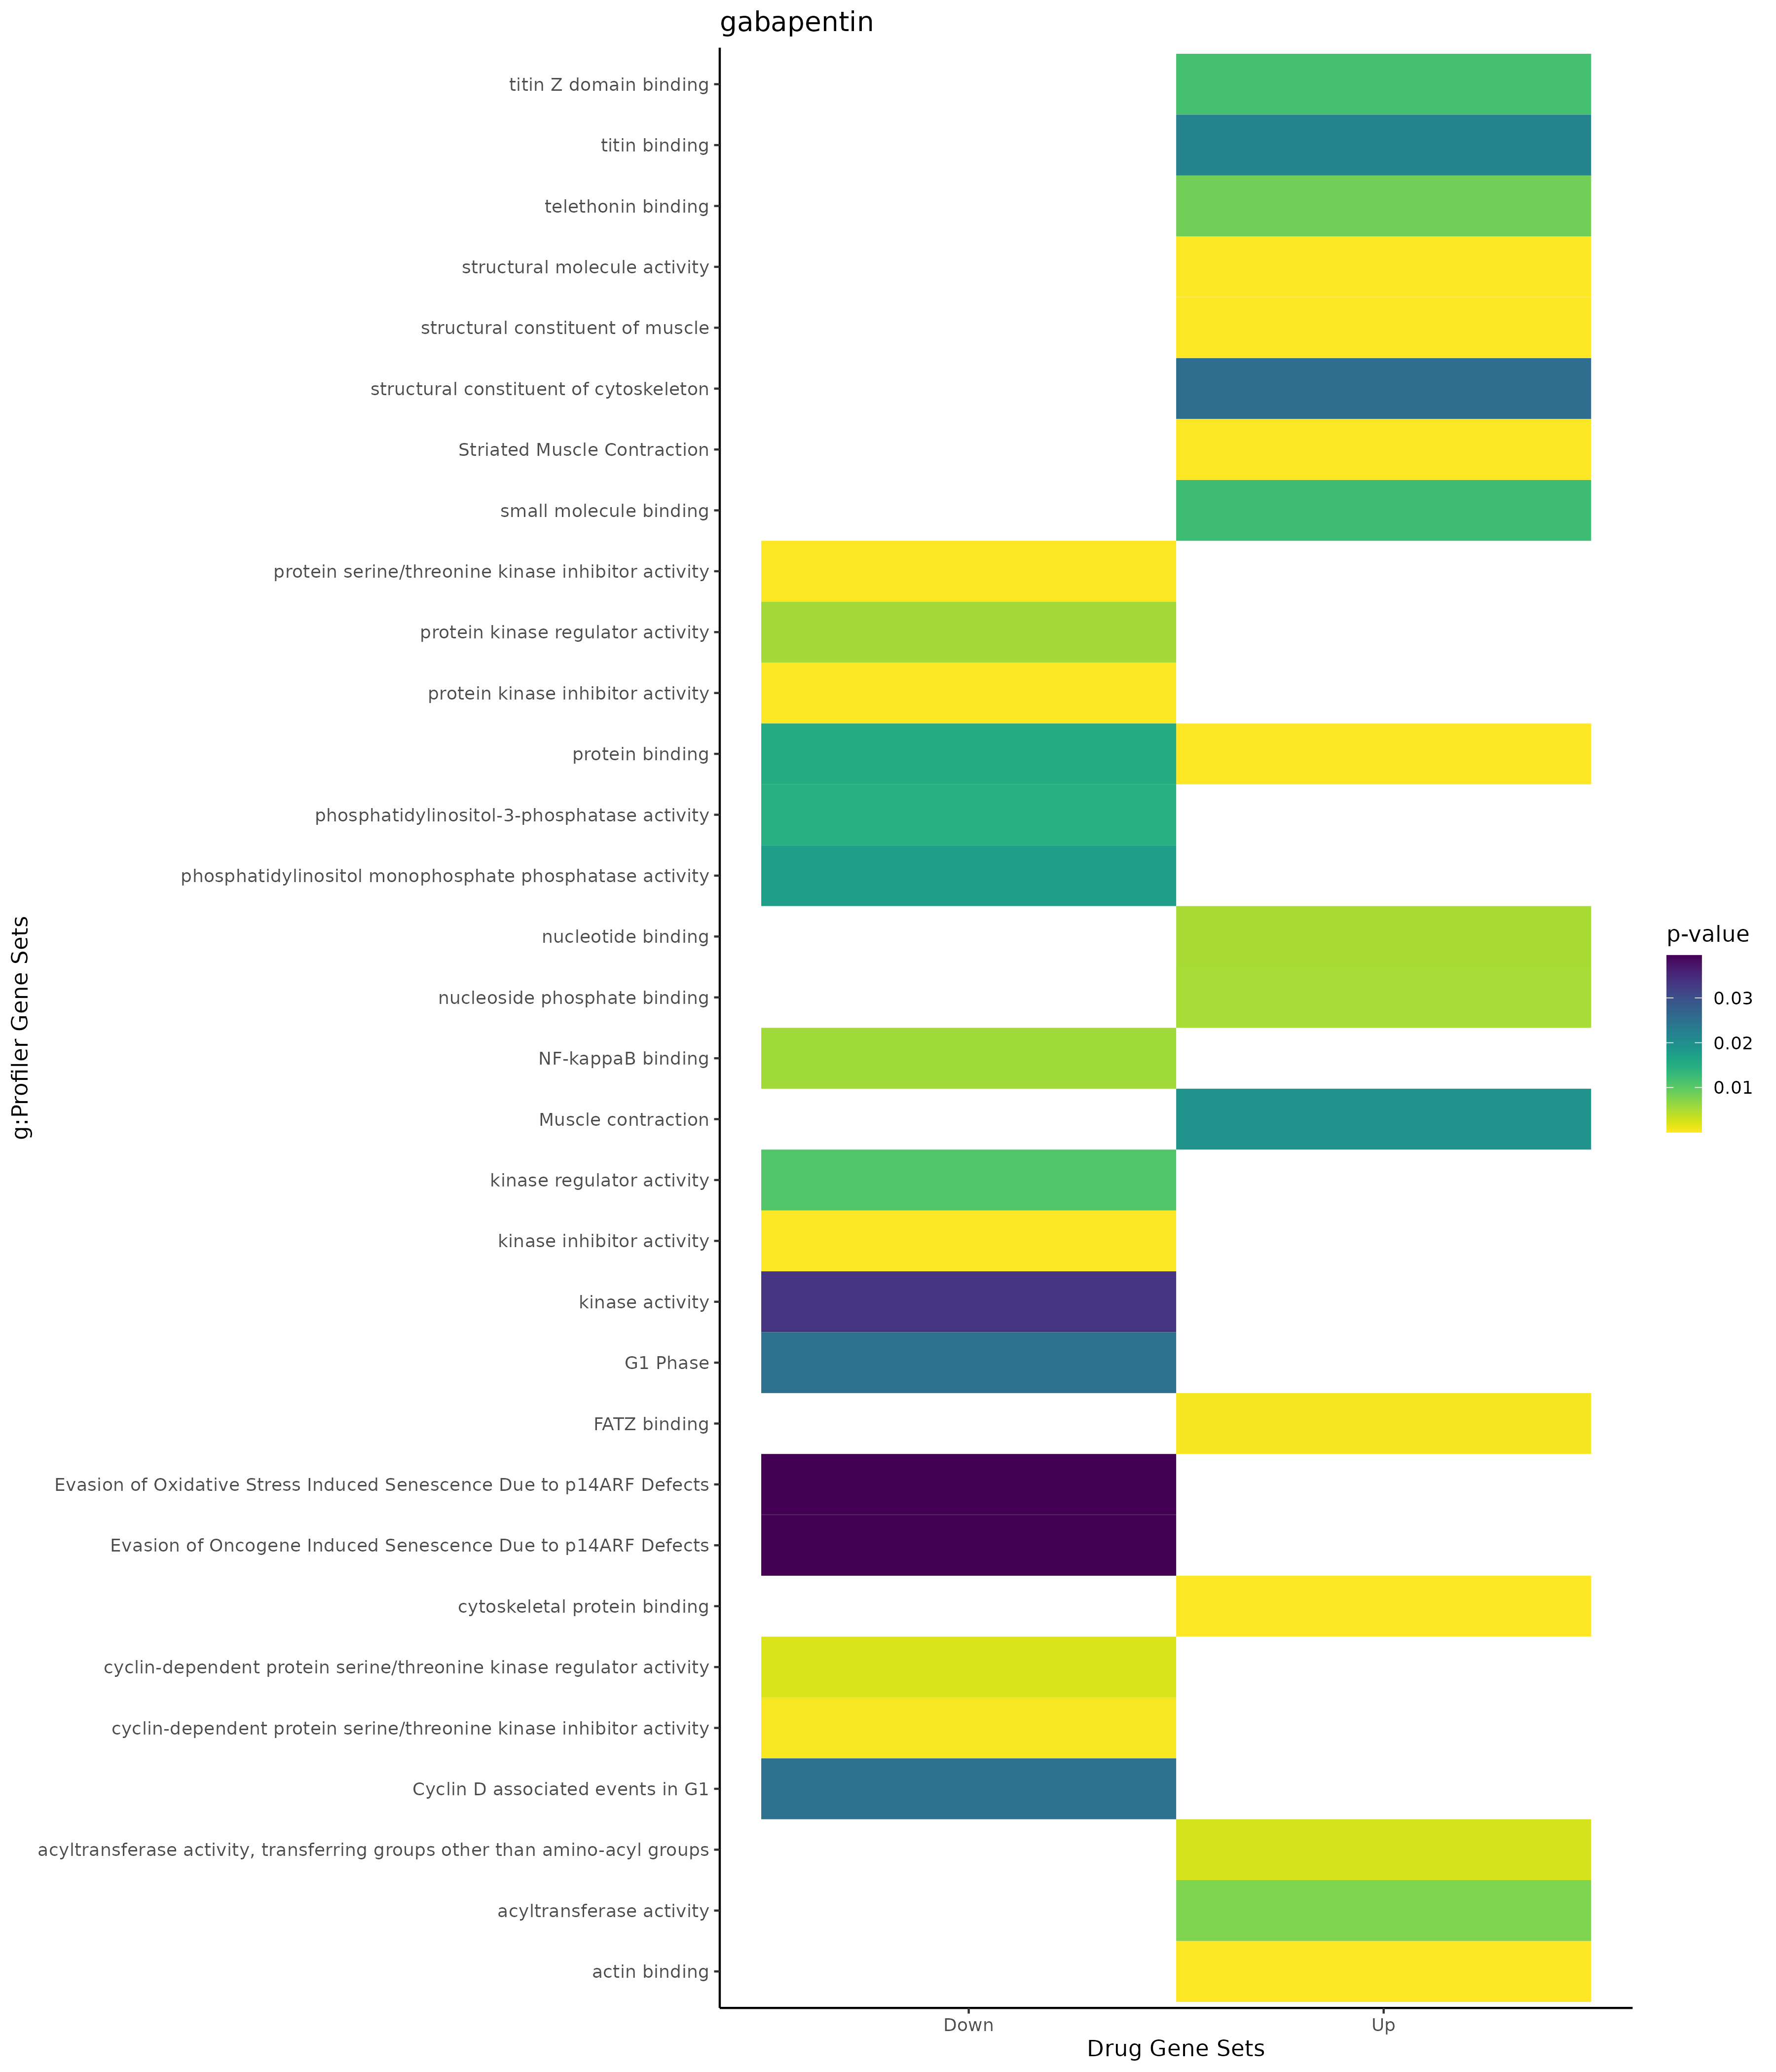 gabapentin
titin Z domain binding
titin binding
telethonin binding
structural molecule activity
structural constituent of muscle
structural constituent of cytoskeleton
Striated Muscle Contraction
small molecule binding
protein serine/threonine kinase inhibitor activity
protein kinase regulator activity
protein kinase inhibitor activity
protein binding
phosphatidylinositol-3-phosphatase activity
phosphatidylinositol monophosphate phosphatase activity
nucleotide binding
nucleoside phosphate binding
NF-kappaB binding
Muscle contraction
kinase regulator activity
kinase inhibitor activity
kinase activity
G1 Phase
FATZ binding
Evasion of Oxidative Stress Induced Senescence Due to p14ARF Defects
Evasion of Oncogene Induced Senescence Due to p14ARF Defects
cytoskeletal protein binding
cyclin-dependent protein serine/threonine kinase regulator activity
cyclin-dependent protein serine/threonine kinase inhibitor activity
Cyclin D associated events in G1
acyltransferase activity, transferring groups other than amino-acyl groups
acyltransferase activity
actin binding
g:Profiler Gene Sets
Down
Up
Drug Gene Sets
p-value
0.03
0.02
0.01